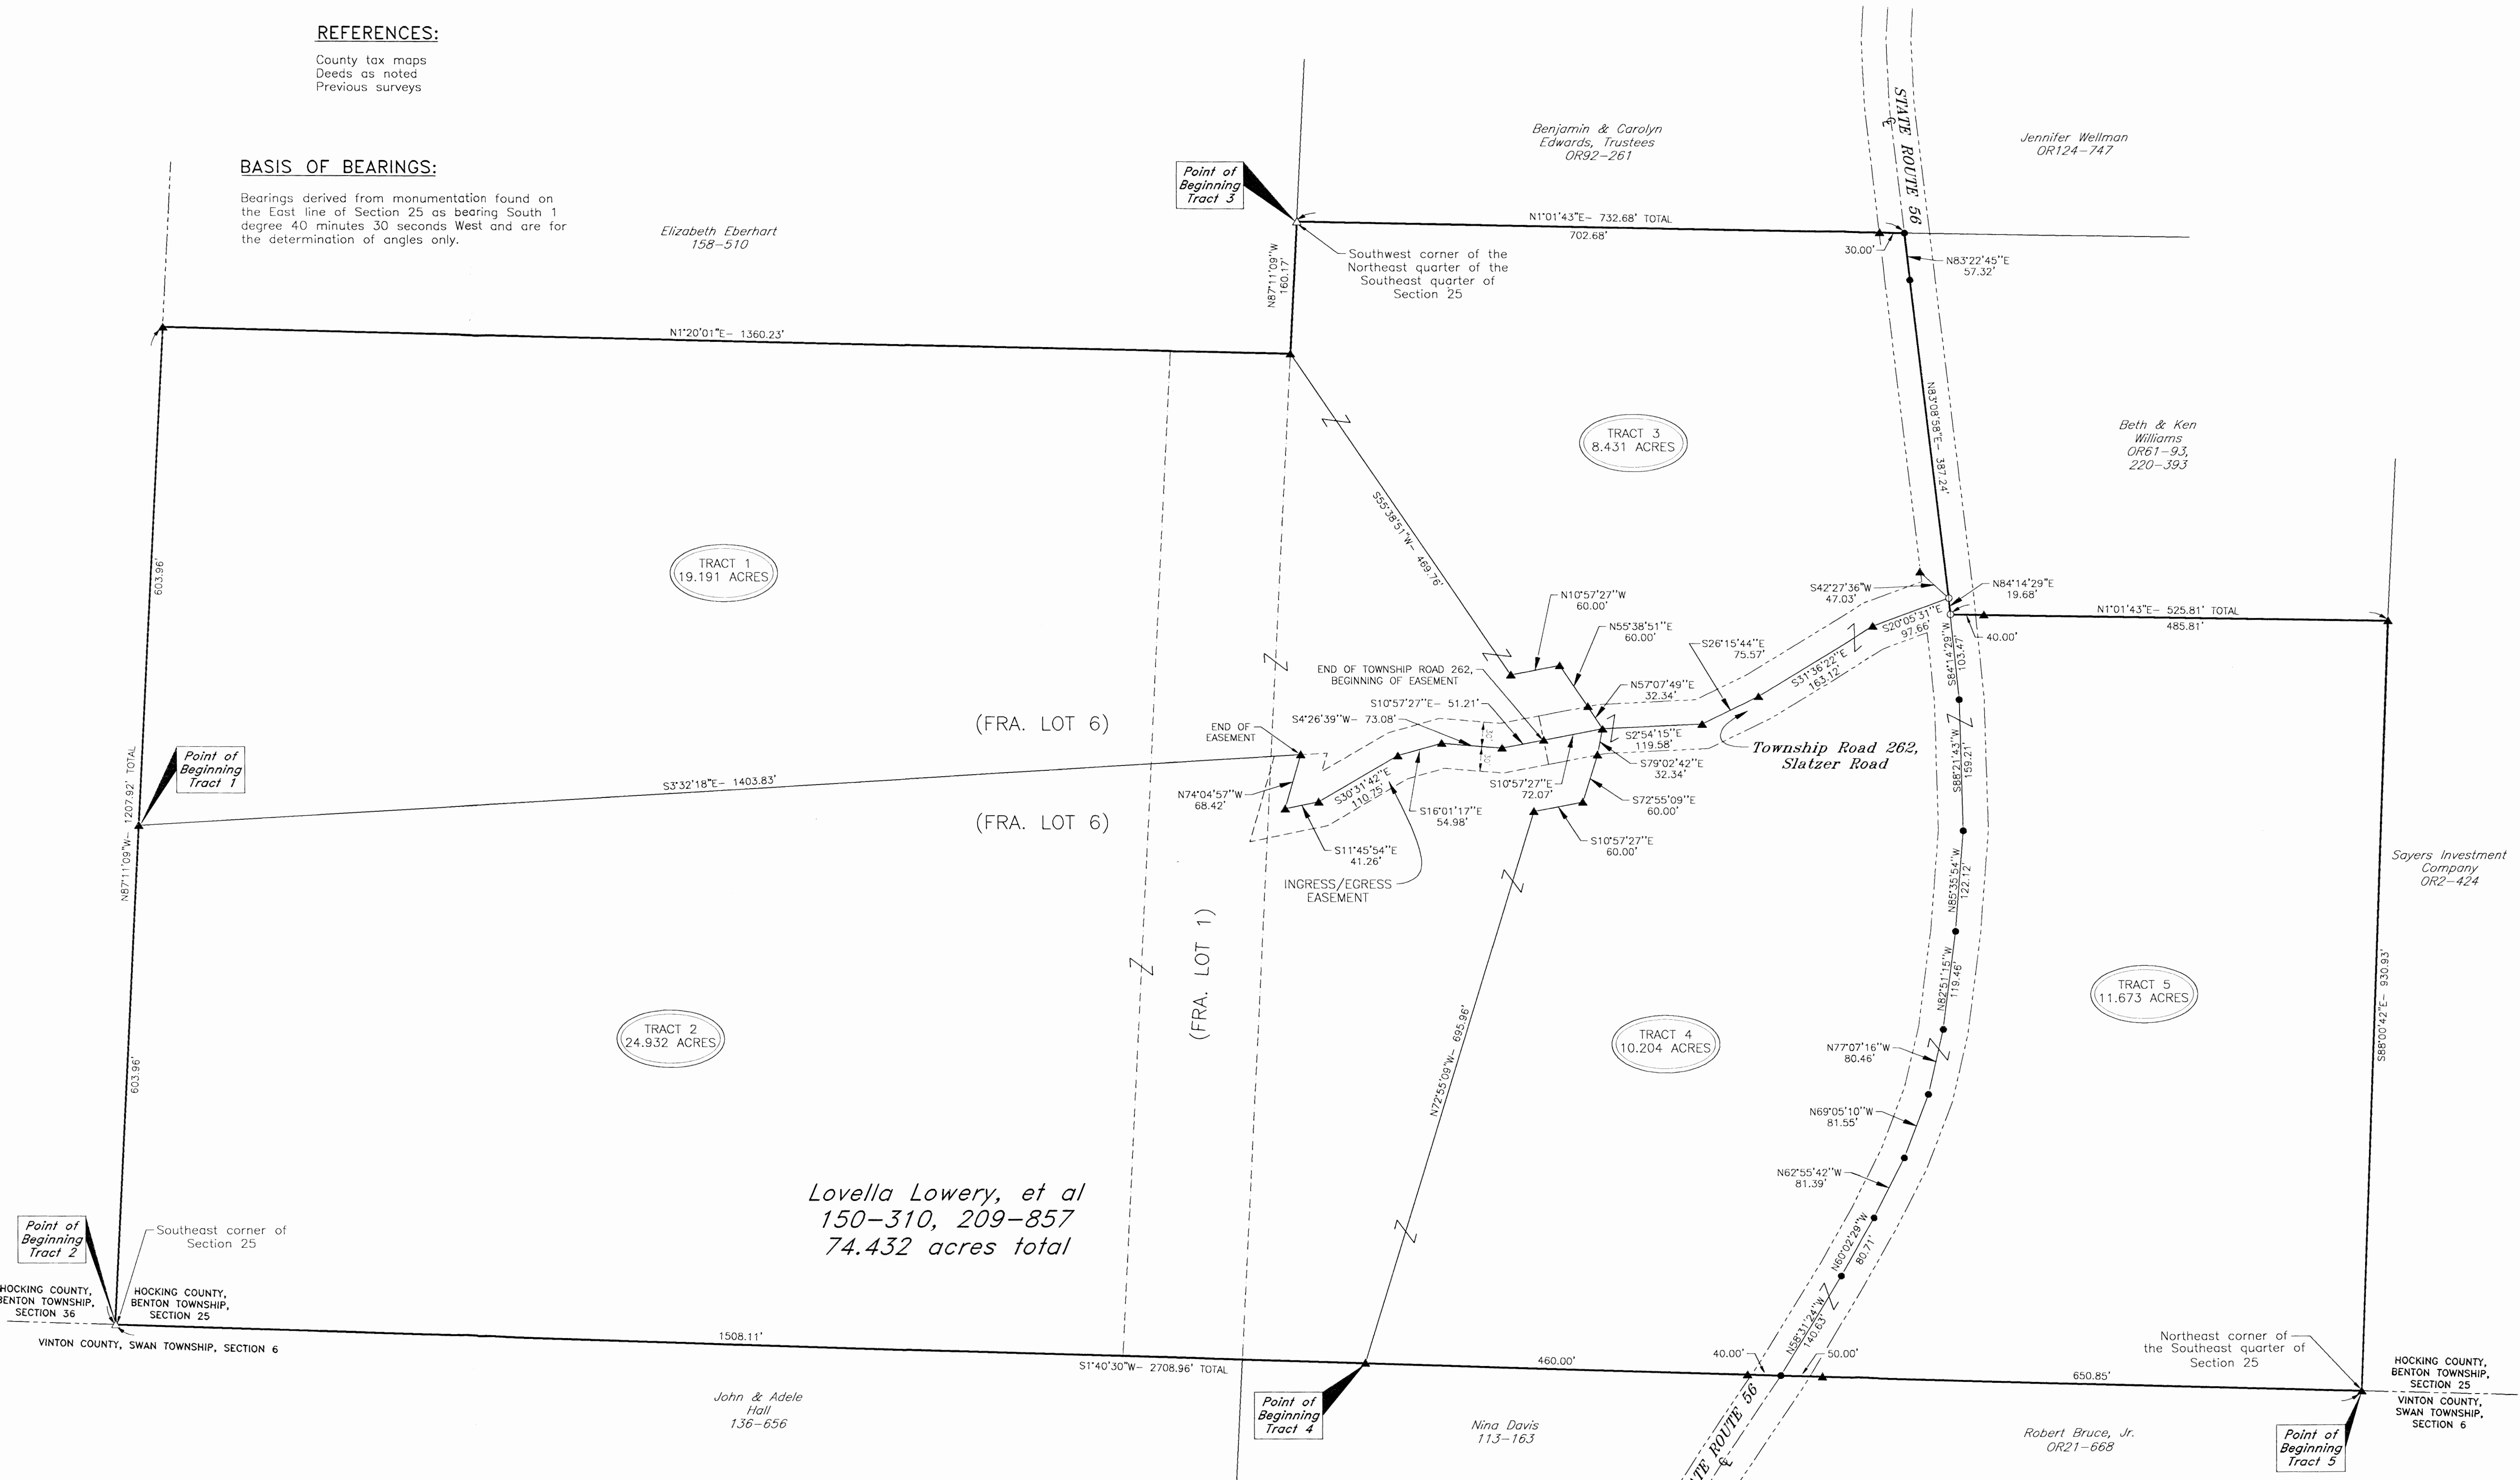 REFERENCES:
County tax maps
Deeds as noted
Previous surveys
BASIS OF BEARINGS:
Bearings derived from monumentation found on
the East line of Section 25 as bearing South 1
degree 40 minutes 30 seconds West and are for
the determination of angles only.
Elizabeth Eberhart
158-510
Point of
Beginning
Tract 3
Benjamin & Carolyn
Edwards, Trustees
OR92-261
STATE ROUTE 56
Jennifer Wellman
OR124-747
N1°01'43"E- 732.68' TOTAL
702.68'
30.00'
N83°22'45"E
57.32'
Southwest corner of the
Northeast quarter of the
Southeast quarter of
Section 25
N87°11'09"W
160.17'
N1°20'01"E- 1360.23'
N83°08'58"E- 387.24'
TRACT 3
8.431 ACRES
Beth & Ken
Williams
OR61-93,
220-393
S55°38'51"W- 469.76'
TRACT 1
19.191 ACRES
603.96'
S42°27'36"W
47.03'
N84°14'29"E
19.68'
N1°01'43"E- 525.81' TOTAL
485.81'
40.00'
N10°57'27"W
60.00'
N55°38'51"E
60.00'
S20°05'31"E
97.66'
S26°15'44"E
75.57'
S31°36'22"E
163.12'
S84°14'29"W
103.47'
END OF TOWNSHIP ROAD 262,
BEGINNING OF EASEMENT
N57°07'49"E
32.34'
S10°57'27"E- 51.21'
S4°26'39"W- 73.08'
30'
30'
END OF
EASEMENT
(FRA. LOT 6)
S2°54'15"E
119.58'
S79°02'42"E
32.34'
S10°57'27"E
72.07'
Township Road 262,
Slatzer Road
S88°21'43"W
159.21'
Point of
Beginning
Tract 1
N87°11'09"W- 1207.92' TOTAL
S3°32'18"E- 1403.83'
N74°04'57"W
68.42'
S30°31'42"E
110.75'
S16°01'17"E
54.98'
S72°55'09"E
60.00'
S10°57'27"E
60.00'
(FRA. LOT 6)
S11°45'54"E
41.26'
INGRESS/EGRESS
EASEMENT
N85°35'54"W
122.12'
Sayers Investment
Company
OR2-424
(FRA. LOT 1)
N82°51'15"W
119.46'
S88°00'42"E- 930.93'
TRACT 5
11.673 ACRES
TRACT 2
24.932 ACRES
603.96'
N72°55'09"W- 695.96'
TRACT 4
10.204 ACRES
N77°07'16"W
80.46'
N69°05'10"W
81.55'
N62°55'42"W
81.39'
Lovella Lowery, et al
150-310, 209-857
74.432 acres total
N60°02'29"W
80.71'
Point of
Beginning
Tract 2
Southeast corner of
Section 25
HOCKING COUNTY,
BENTON TOWNSHIP,
SECTION 36
HOCKING COUNTY,
BENTON TOWNSHIP,
SECTION 25
VINTON COUNTY, SWAN TOWNSHIP, SECTION 6
N58°31'24"W
140.63'
1508.11'
S1°40'30"W- 2708.96' TOTAL
460.00'
40.00'
50.00'
650.85'
Northeast corner of
the Southeast quarter of
Section 25
HOCKING COUNTY,
BENTON TOWNSHIP,
SECTION 25
VINTON COUNTY,
SWAN TOWNSHIP,
SECTION 6
John & Adele
Hall
136-656
Point of
Beginning
Tract 4
Nina Davis
113-163
TATE ROUTE 56
Robert Bruce, Jr.
OR21-668
Point of
Beginning
Tract 5